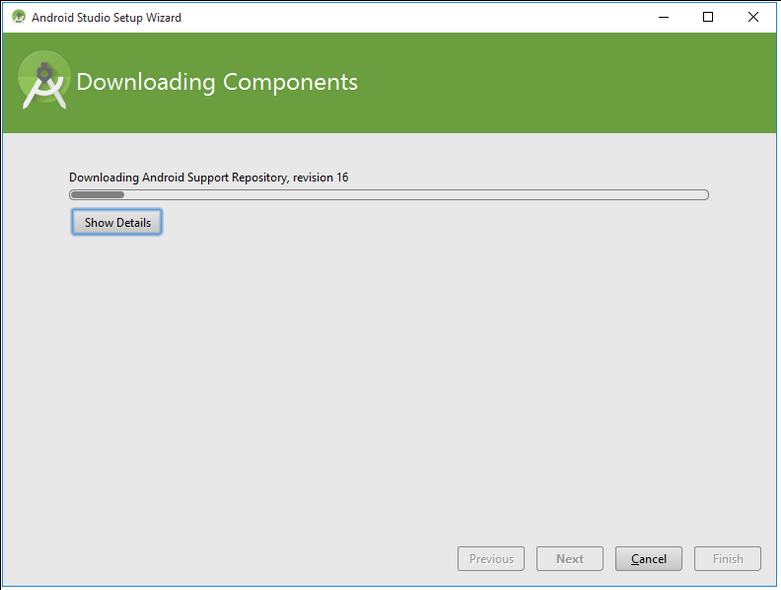 Android Studio Setup Wizard
Downloading Components
Downloading Android Support Repository, revision 16
Show Details
Previous Next Cancel Finish